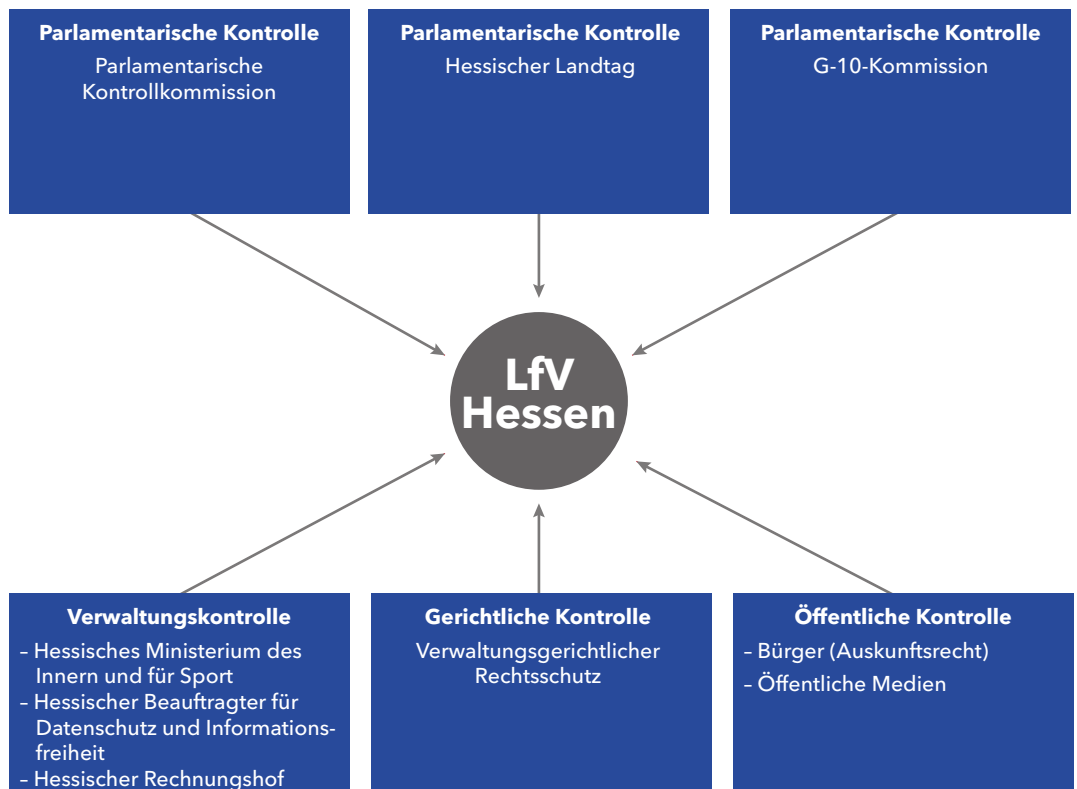 Parlamentarische Kontrolle
Parlamentarische
Kontrollkommission
Parlamentarische Kontrolle
Hessischer Landtag
Parlamentarische Kontrolle
G-10-Kommission
LfV
Hessen
Verwaltungskontrolle
– Hessisches Ministerium des
Innern und für Sport
– Hessischer Beauftragter für
Datenschutz und Informations-
freiheit
– Hessischer Rechnungshof
Gerichtliche Kontrolle
Verwaltungsgerichtlicher
Rechtsschutz
Öffentliche Kontrolle
– Bürger (Auskunftsrecht)
– Öffentliche Medien